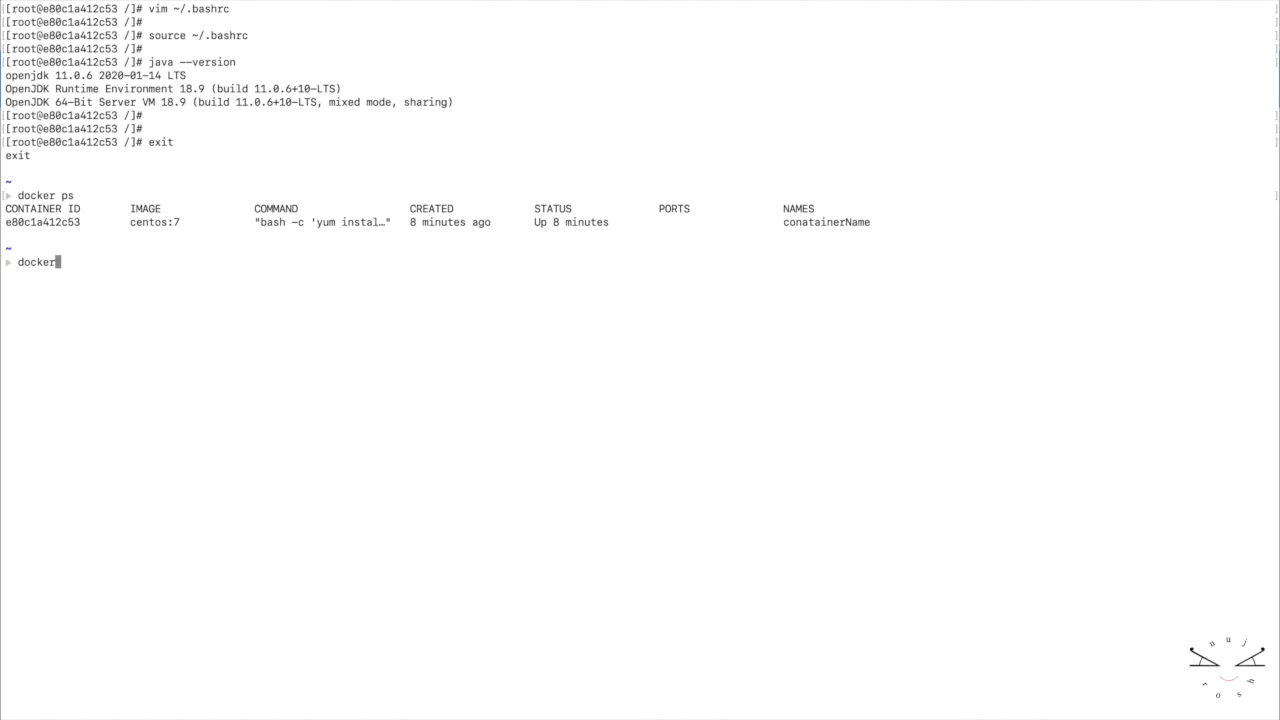 [[root@e80c1a412c53 /]# vim ~/.bashrc
[[root@e80c1a412c53 /]#
[[root@e80c1a412c53 /]# source ~/.bashrc
[[root@e80c1a412c53 /]#
[[root@e80c1a412c53 /]# java --version
openjdk 11.0.6 2020-01-14 LTS
OpenJDK Runtime Environment 18.9 (build 11.0.6+10-LTS)
OpenJDK 64-Bit Server VM 18.9 (build 11.0.6+10-LTS, mixed mode, sharing)
[[root@e80c1a412c53 /]#
[[root@e80c1a412c53 /]#
[[root@e80c1a412c53 /]# exit
exit
~
[▶ docker ps
CONTAINER ID IMAGE COMMAND CREATED STATUS PORTS NAMES
e80c1a412c53 centos:7 "bash -c 'yum instal…" 8 minutes ago Up 8 minutes conatainerName
~
▶ docker
n u j
r o s h